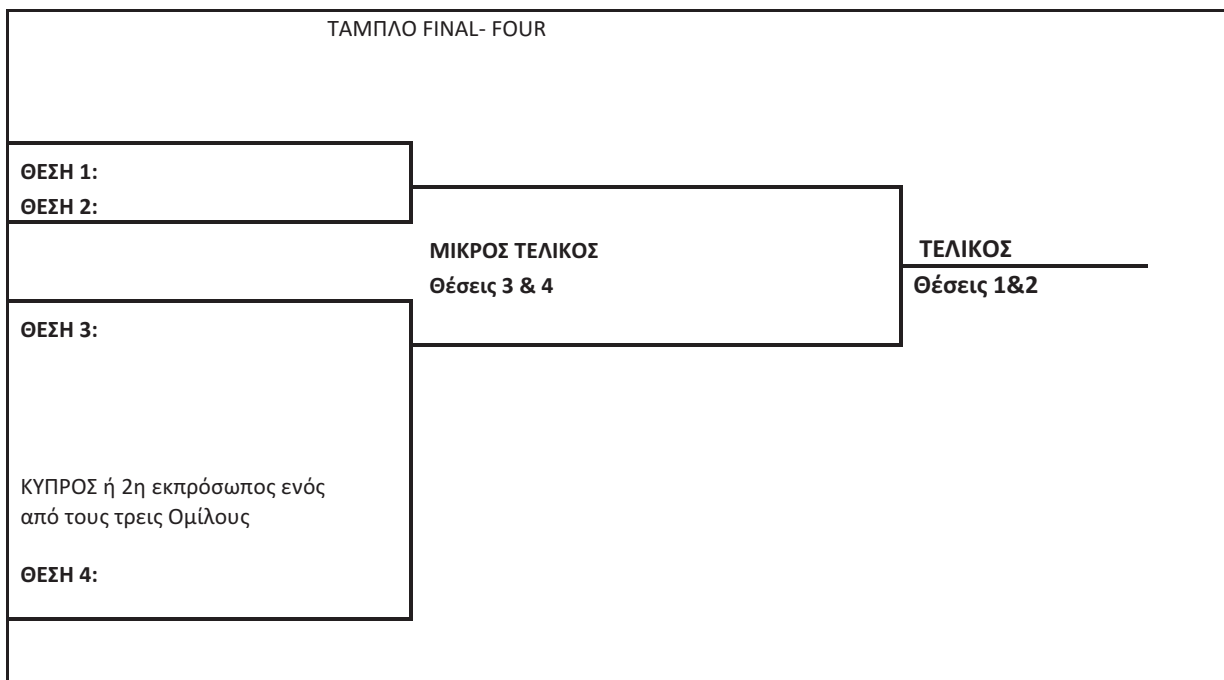 ΤΑΜΠΛΟ FINAL- FOUR
ΘΕΣΗ 1:
ΘΕΣΗ 2:
ΜΙΚΡΟΣ ΤΕΛΙΚΟΣ
Θέσεις 3 & 4
ΤΕΛΙΚΟΣ
Θέσεις 1&2
ΘΕΣΗ 3:
ΚΥΠΡΟΣ ή 2η εκπρόσωπος ενός
από τους τρεις Ομίλους
ΘΕΣΗ 4: